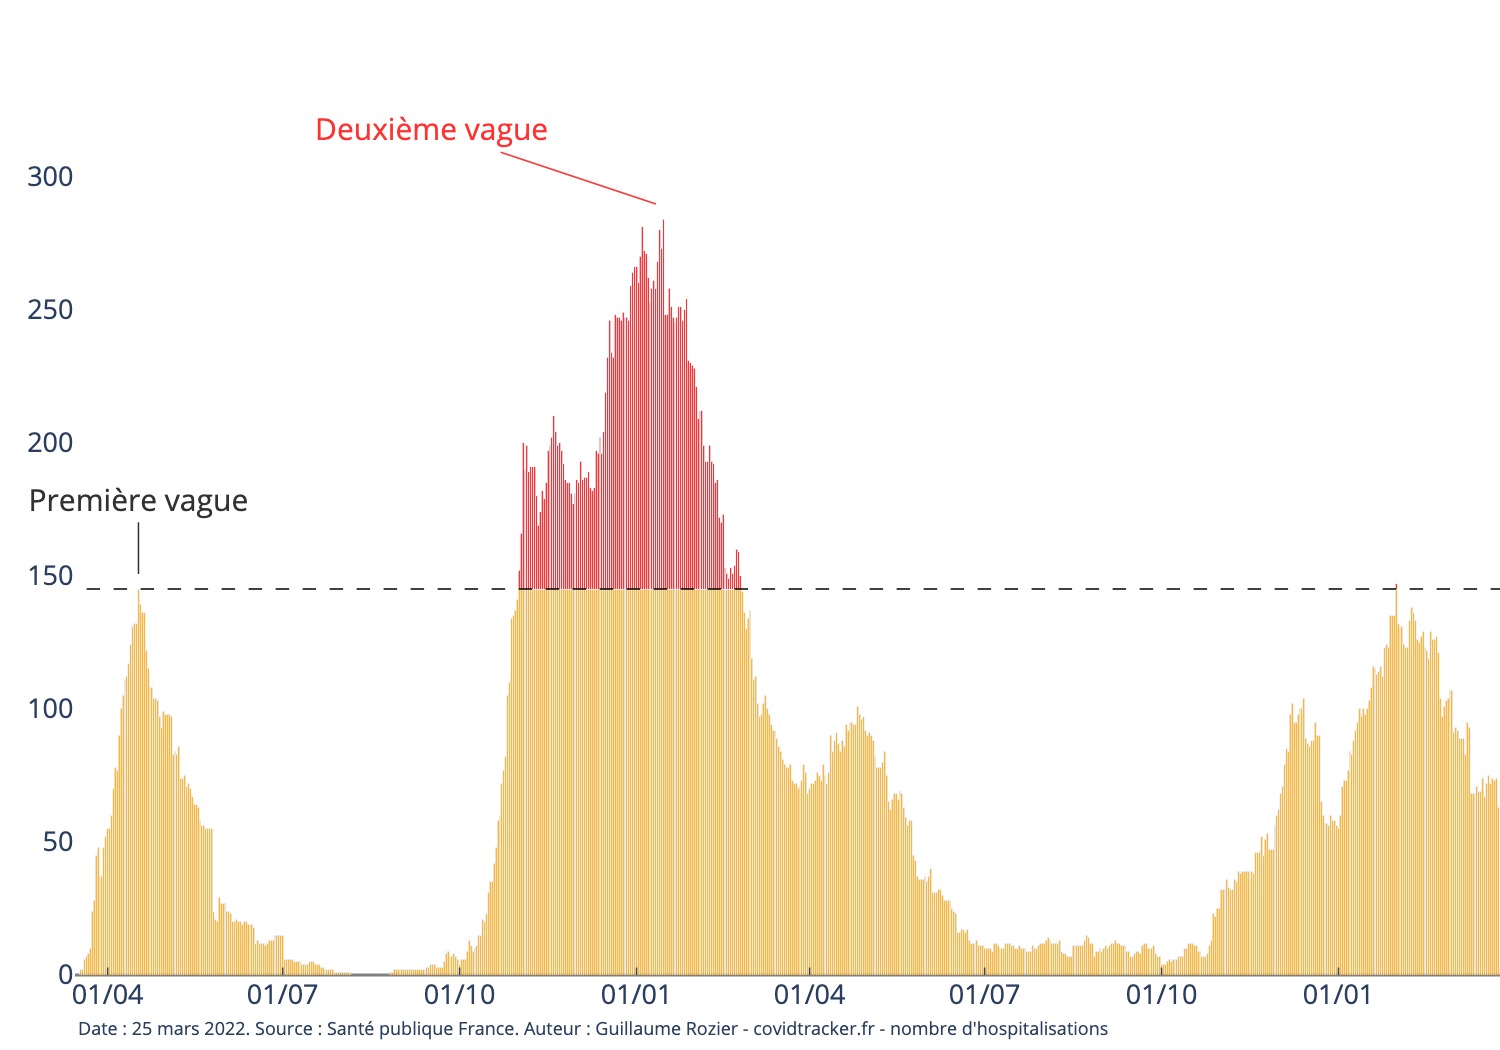 Deuxième vague
300
250
200
Première vague
150
100
50
0
01/04 01/07 01/10 01/01 01/04 01/07 01/10 01/01
Date : 25 mars 2022. Source : Santé publique France. Auteur : Guillaume Rozier - covidtracker.fr - nombre d'hospitalisations